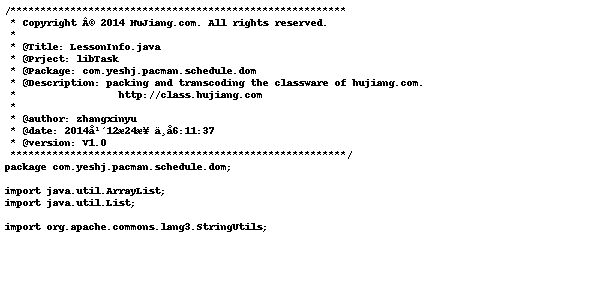 /********************************************************
 * Copyright Â© 2014 HuJiang.com. All rights reserved.
 *
 * @Title: LessonInfo.java
 * @Prject: libTask
 * @Package: com.yeshj.pacman.schedule.dom
 * @Description: packing and transcoding the classware of hujiang.com.
 *                 http://class.hujiang.com
 *
 * @author: zhangxinyu
 * @date: 2014å¹´12æ24æ¥ ä¸å6:11:37
 * @version: V1.0
 ********************************************************/
package com.yeshj.pacman.schedule.dom;
import java.util.ArrayList;
import java.util.List;
import org.apache.commons.lang3.StringUtils;